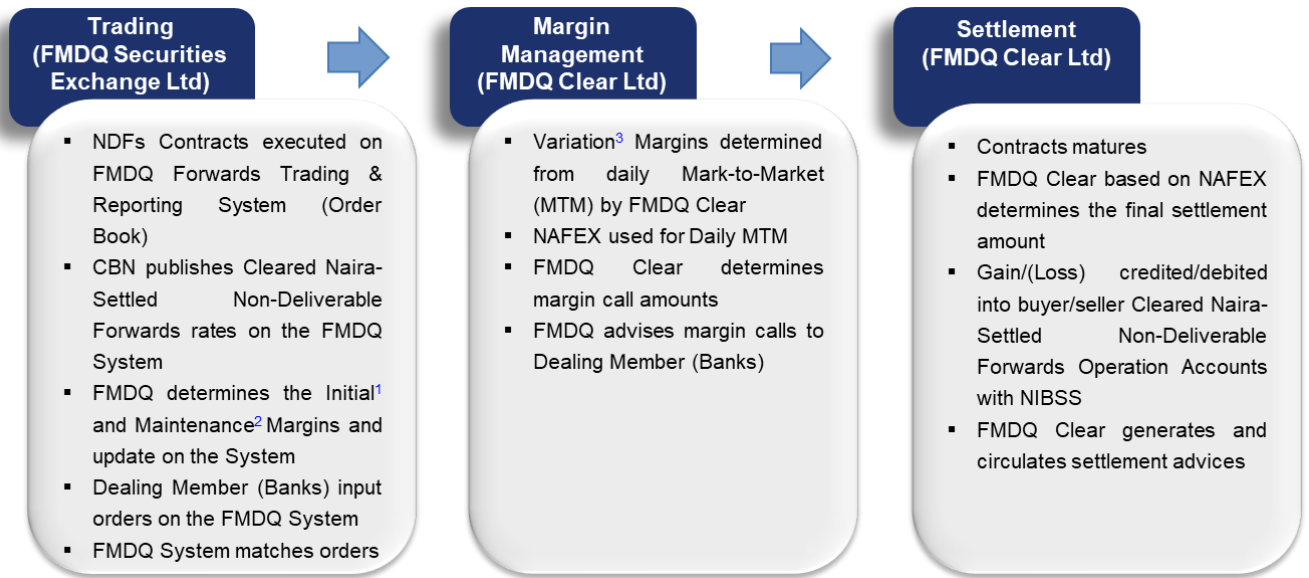 Trading
(FMDQ Securities
Exchange Ltd)
▪ NDFs Contracts executed on
FMDQ Forwards Trading &
Reporting System (Order
Book)
▪ CBN publishes Cleared Naira-
Settled Non-Deliverable
Forwards rates on the FMDQ
System
▪ FMDQ determines the Initial¹
and Maintenance² Margins and
update on the System
▪ Dealing Member (Banks) input
orders on the FMDQ System
▪ FMDQ System matches orders
Margin
Management
(FMDQ Clear Ltd)
▪ Variation³ Margins determined
from daily Mark-to-Market
(MTM) by FMDQ Clear
▪ NAFEX used for Daily MTM
▪ FMDQ Clear determines
margin call amounts
▪ FMDQ advises margin calls to
Dealing Member (Banks)
Settlement
(FMDQ Clear Ltd)
▪ Contracts matures
▪ FMDQ Clear based on NAFEX
determines the final settlement
amount
▪ Gain/(Loss) credited/debited
into buyer/seller Cleared Naira-
Settled Non-Deliverable
Forwards Operation Accounts
with NIBSS
▪ FMDQ Clear generates and
circulates settlement advices